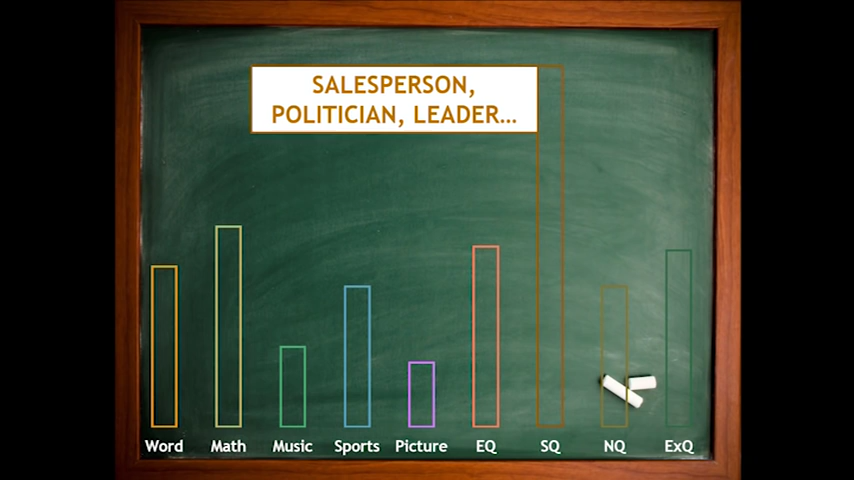 SALESPERSON,
POLITICIAN, LEADER...
Word Math Music Sports Picture EQ SQ NQ ExQ